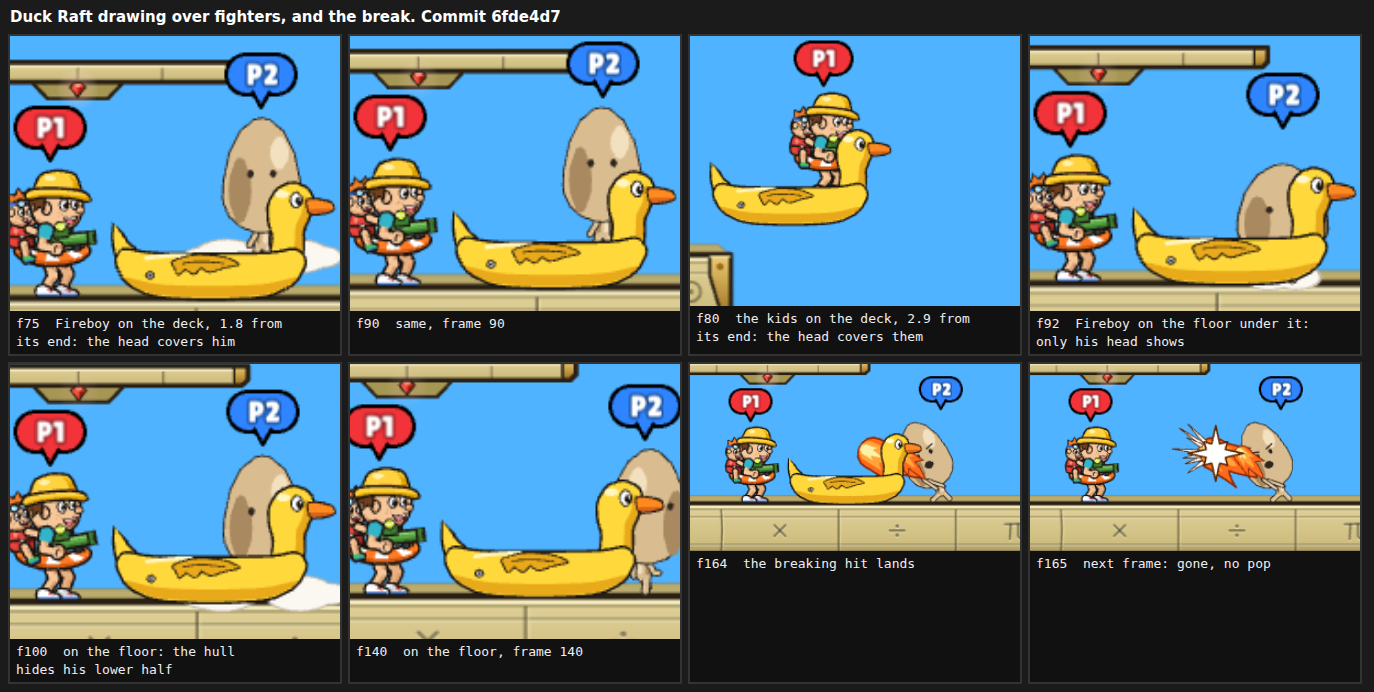 Duck Raft drawing over fighters, and the break. Commit 6fde4d7
P1
P2
f75  Fireboy on the deck, 1.8 from
its end: the head covers him
P1
P2
f90  same, frame 90
P1
f80  the kids on the deck, 2.9 from
its end: the head covers them
P1
P2
f92  Fireboy on the floor under it:
only his head shows
P1
P2
f100  on the floor: the hull
hides his lower half
P1
P2
f140  on the floor, frame 140
P1
P2
× ÷ π
f164  the breaking hit lands
P1
P2
× ÷ π
f165  next frame: gone, no pop